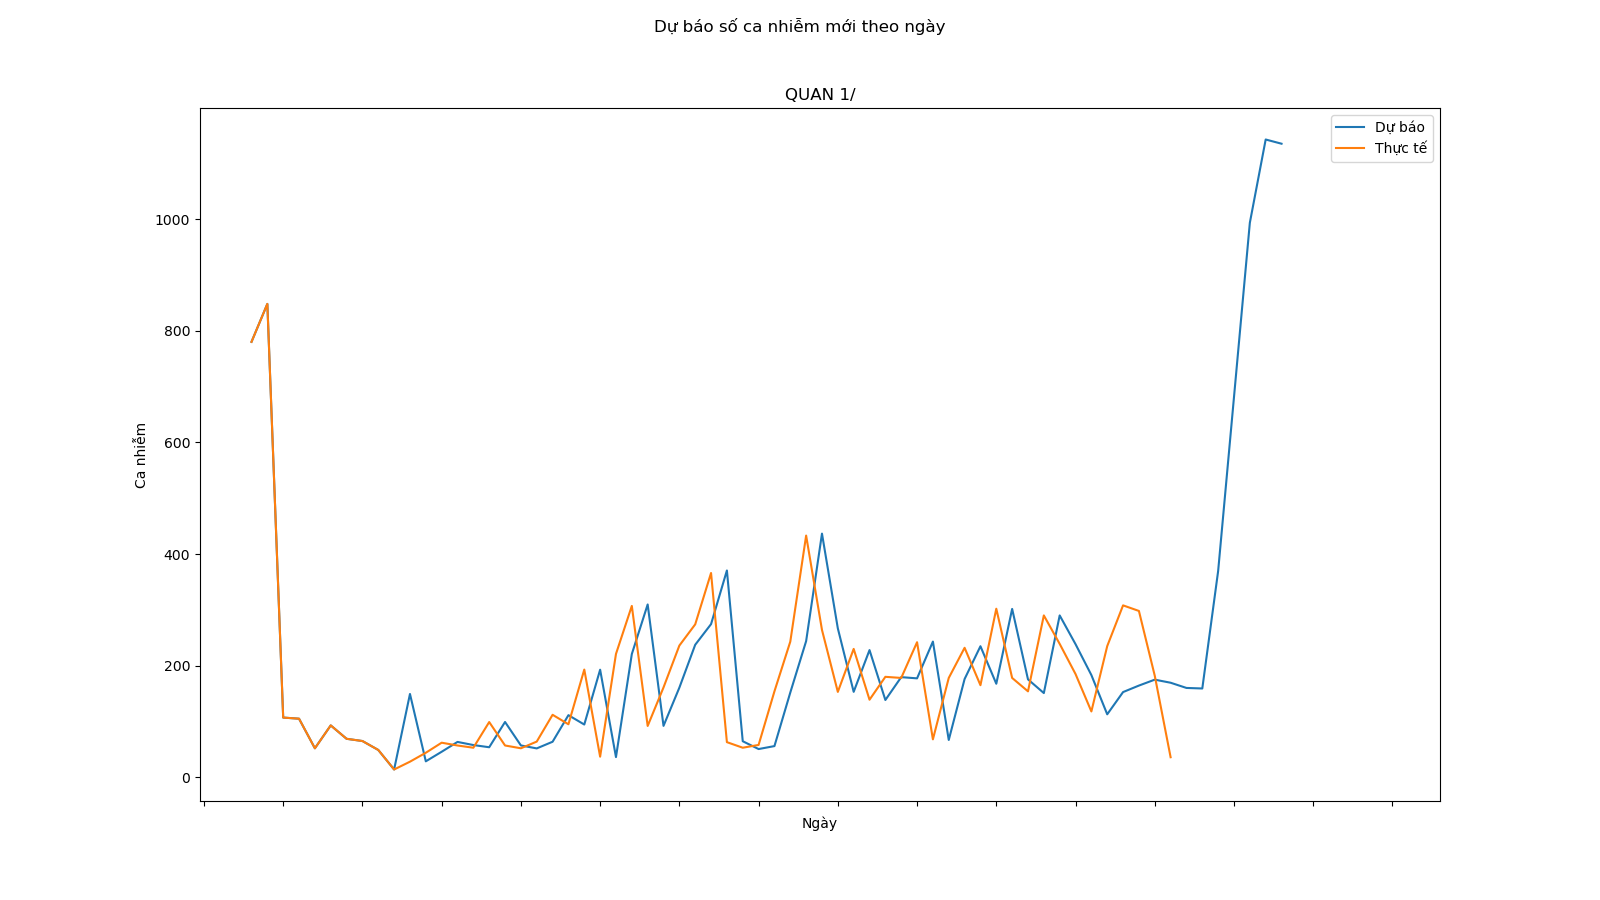 Dự báo số ca nhiễm mới theo ngày
QUAN 1/
Dự báo
Thực tế
1000
800
600
400
200
0
Ca nhiễm
Ngày